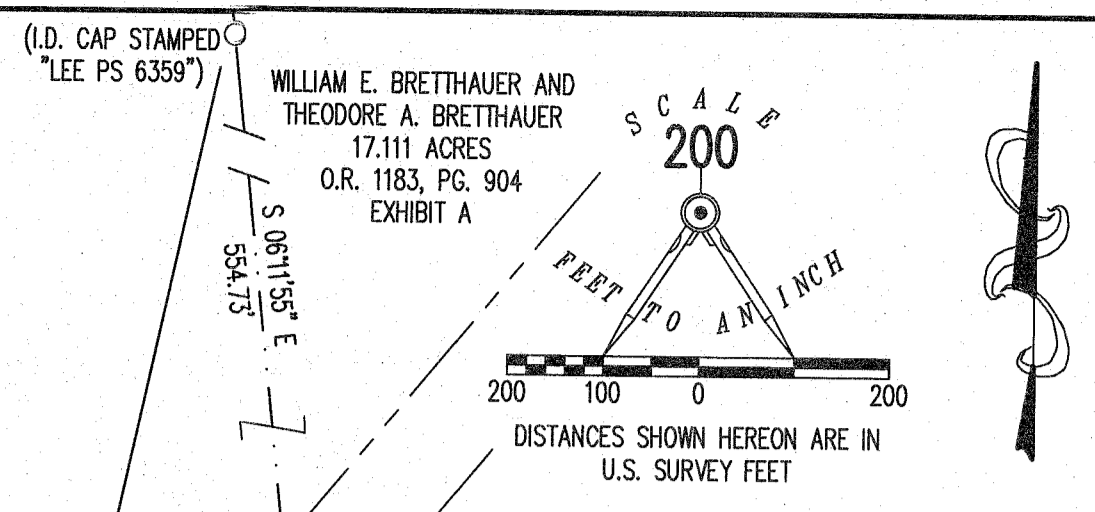 (I.D. CAP STAMPED
"LEE PS 6359")
WILLIAM E. BRETTHAUER AND
THEODORE A. BRETTHAUER
17.111 ACRES
O.R. 1183, PG. 904
EXHIBIT A
S 06°11'55" E
554.73'
SCALE
200
FEET TO AN INCH
200 100 0 200
DISTANCES SHOWN HEREON ARE IN
U.S. SURVEY FEET